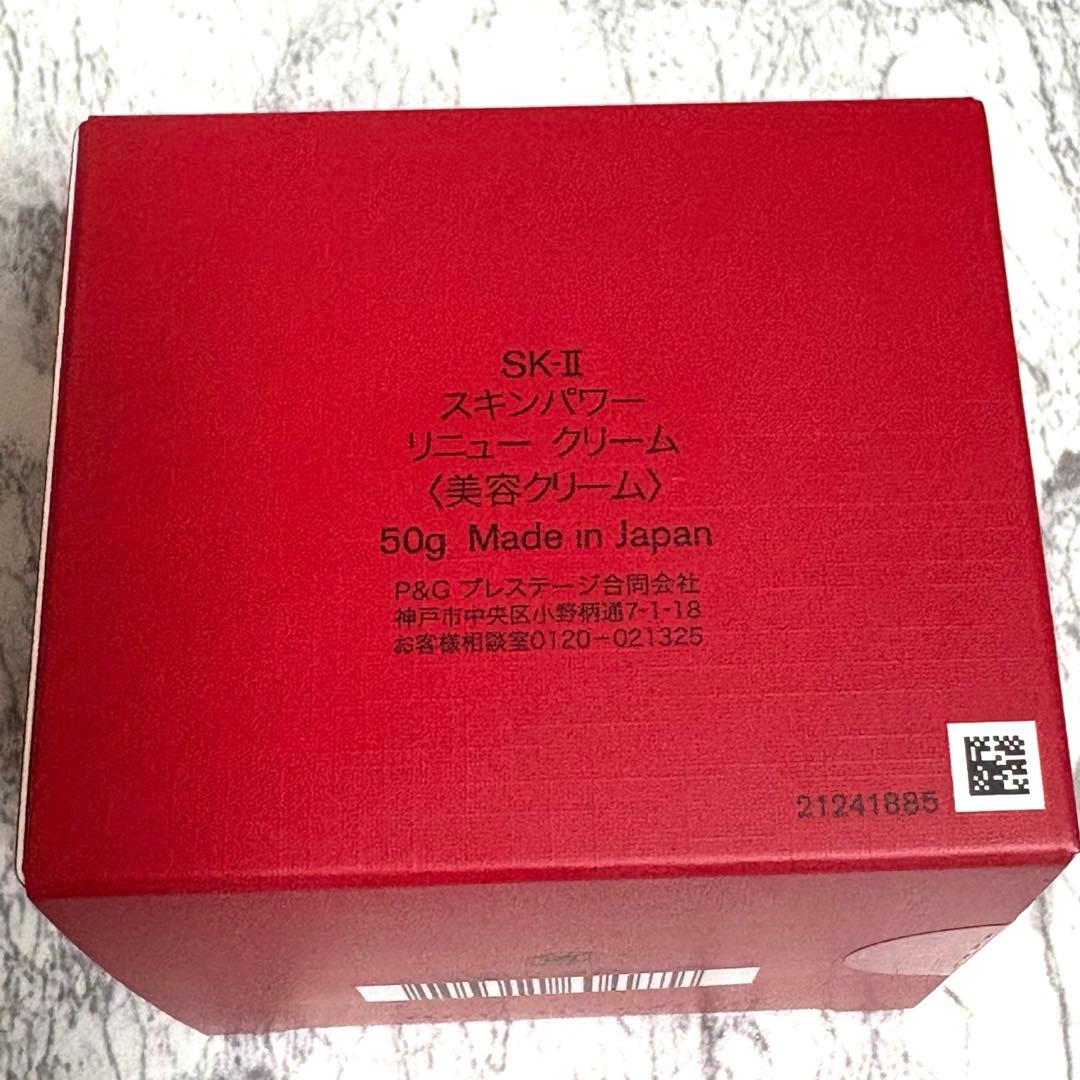 SK-II
スキンパワー
リニュー クリーム
〈美容クリーム〉
50g Made in Japan
P&G プレステージ合同会社
神戸市中央区小野柄通7-1-18
お客様相談室0120-021325
21241885